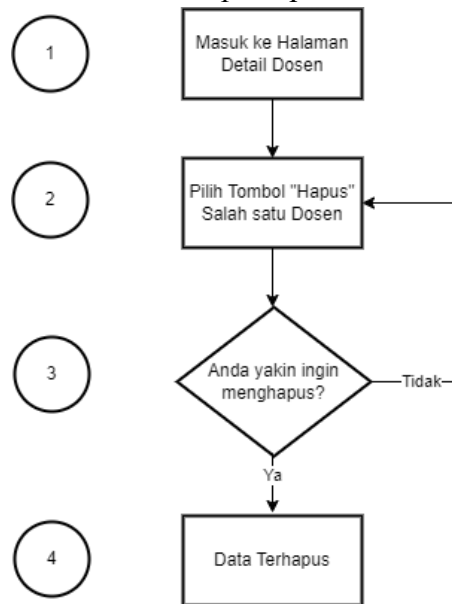 1
Masuk ke Halaman
Detail Dosen
2
Pilih Tombol "Hapus"
Salah satu Dosen
3
Anda yakin ingin
menghapus?
Tidak
Ya
4
Data Terhapus